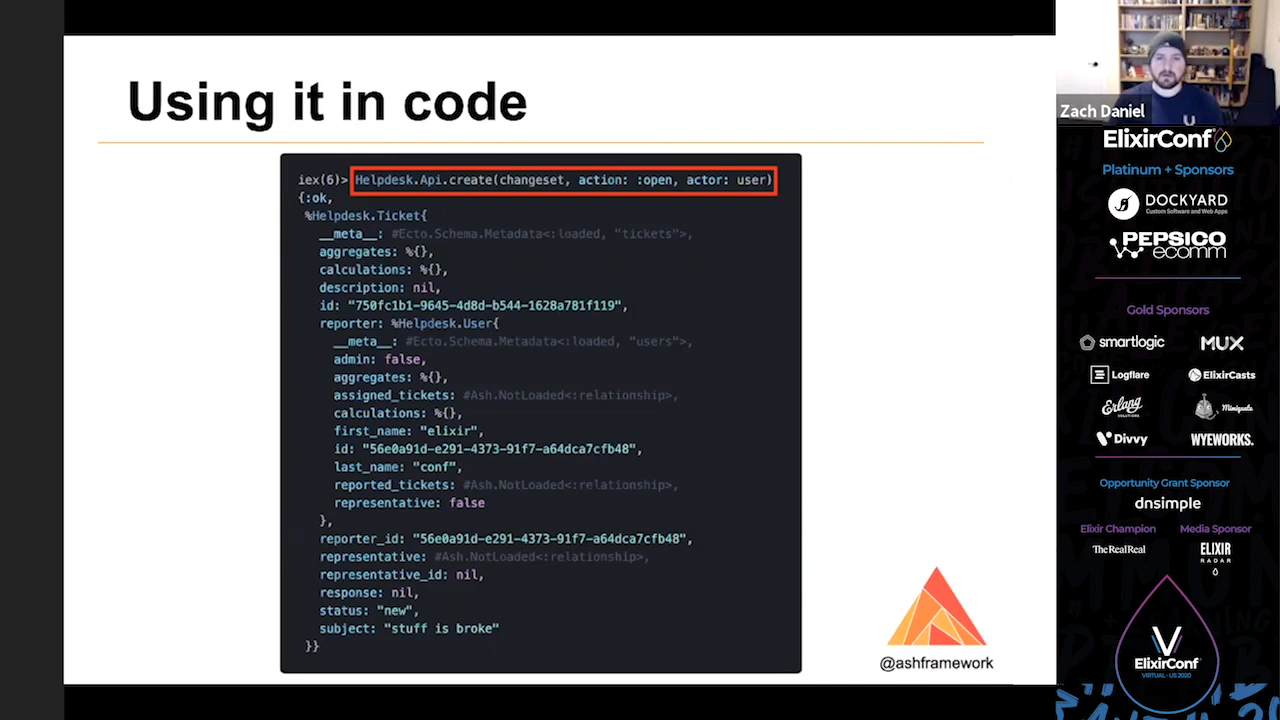 Using it in code
iex(6)> Helpdesk.Api.create(changeset, action: :open, actor: user)
{:ok,
%Helpdesk.Ticket{
__meta__: #Ecto.Schema.Metadata<:loaded, "tickets">,
aggregates: %{},
calculations: %{},
description: nil,
id: "750fc1b1-9645-4d8d-b544-1628a781f119",
reporter: %Helpdesk.User{
__meta__: #Ecto.Schema.Metadata<:loaded, "users">,
admin: false,
aggregates: %{},
assigned_tickets: #Ash.NotLoaded<:relationship>,
calculations: %{},
first_name: "elixir",
id: "56e0a91d-e291-4373-91f7-a64dca7cfb48",
last_name: "conf",
reported_tickets: #Ash.NotLoaded<:relationship>,
representative: false
},
reporter_id: "56e0a91d-e291-4373-91f7-a64dca7cfb48",
representative: #Ash.NotLoaded<:relationship>,
representative_id: nil,
response: nil,
status: "new",
subject: "stuff is broke"
}}
@ashframework
Zach Daniel
ElixirConf
Platinum + Sponsors
DOCKYARD
Custom Software and Web Apps
PEPSICO
ecomm
Gold Sponsors
smartlogic
MUX
Logflare
ElixirCasts
Erlang
SOLUTIONS
Miniquate
Divvy
WYEWORKS.
Opportunity Grant Sponsor
dnsimple
Elixir Champion
Media Sponsor
TheRealReal
ELIXIR
RADAR
ElixirConf
VIRTUAL · US 2020